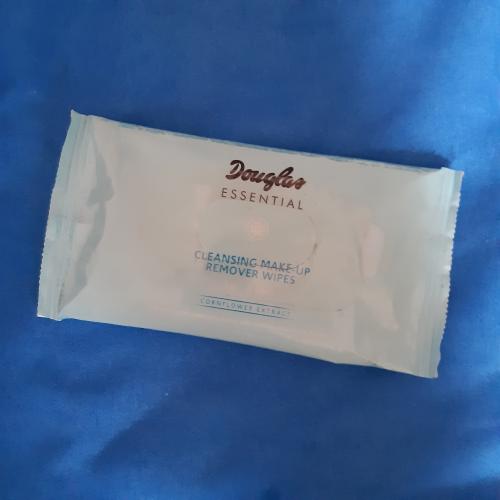 Douglas
ESSENTIAL
CLEANSING MAKE-UP
REMOVER WIPES
CORNFLOWER EXTRACT